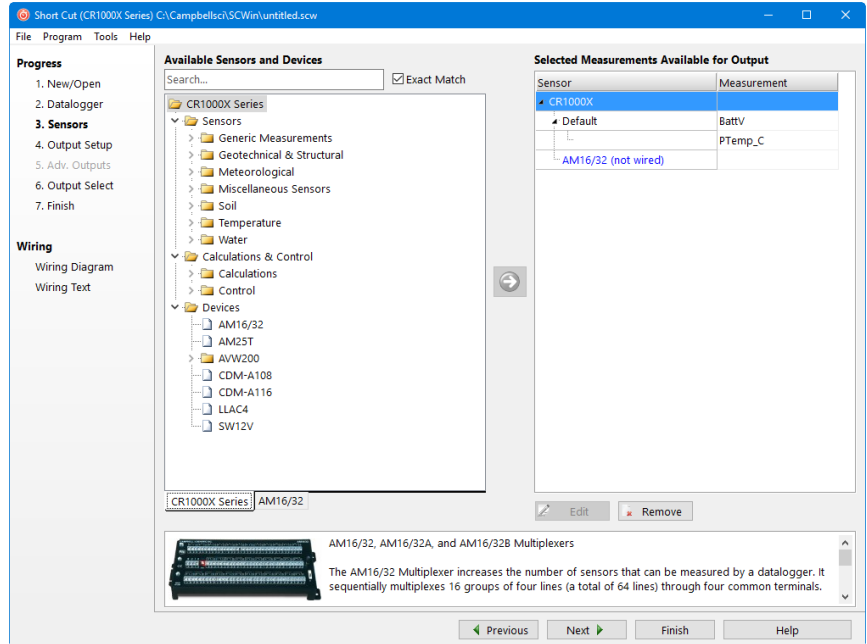 Short Cut (CR1000X Series) C:\Campbellsci\SCWin\untitled.scw
File Program Tools Help
Progress
1. New/Open
2. Datalogger
3. Sensors
4. Output Setup
5. Adv. Outputs
6. Output Select
7. Finish
Wiring
Wiring Diagram
Wiring Text
Available Sensors and Devices
Search...
Exact Match
CR1000X Series
Sensors
Generic Measurements
Geotechnical & Structural
Meteorological
Miscellaneous Sensors
Soil
Temperature
Water
Calculations & Control
Calculations
Control
Devices
AM16/32
AM25T
AVW200
CDM-A108
CDM-A116
LLAC4
SW12V
CR1000X Series AM16/32
Selected Measurements Available for Output
Sensor Measurement
CR1000X
Default BattV
PTemp_C
AM16/32 (not wired)
Edit Remove
AM16/32, AM16/32A, and AM16/32B Multiplexers
The AM16/32 Multiplexer increases the number of sensors that can be measured by a datalogger. It
sequentially multiplexes 16 groups of four lines (a total of 64 lines) through four common terminals.
Previous Next Finish Help